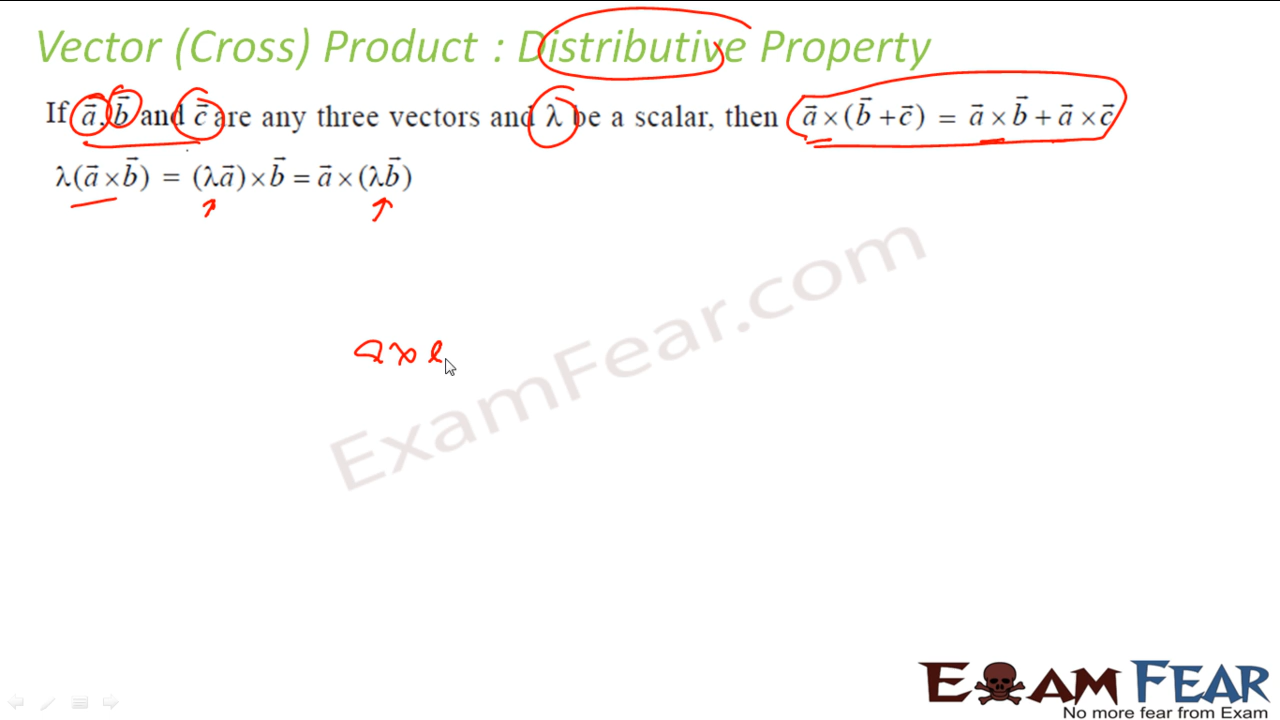 Vector (Cross) Product : Distributive Property
If a⃗, b⃗ and c⃗ are any three vectors and λ be a scalar, then a⃗ × (b⃗ + c⃗) = a⃗ × b⃗ + a⃗ × c⃗
λ(a⃗ × b⃗) = (λa⃗) × b⃗ = a⃗ × (λb⃗)
a×
ExamFear.com
EXAM FEAR
No more fear from Exam